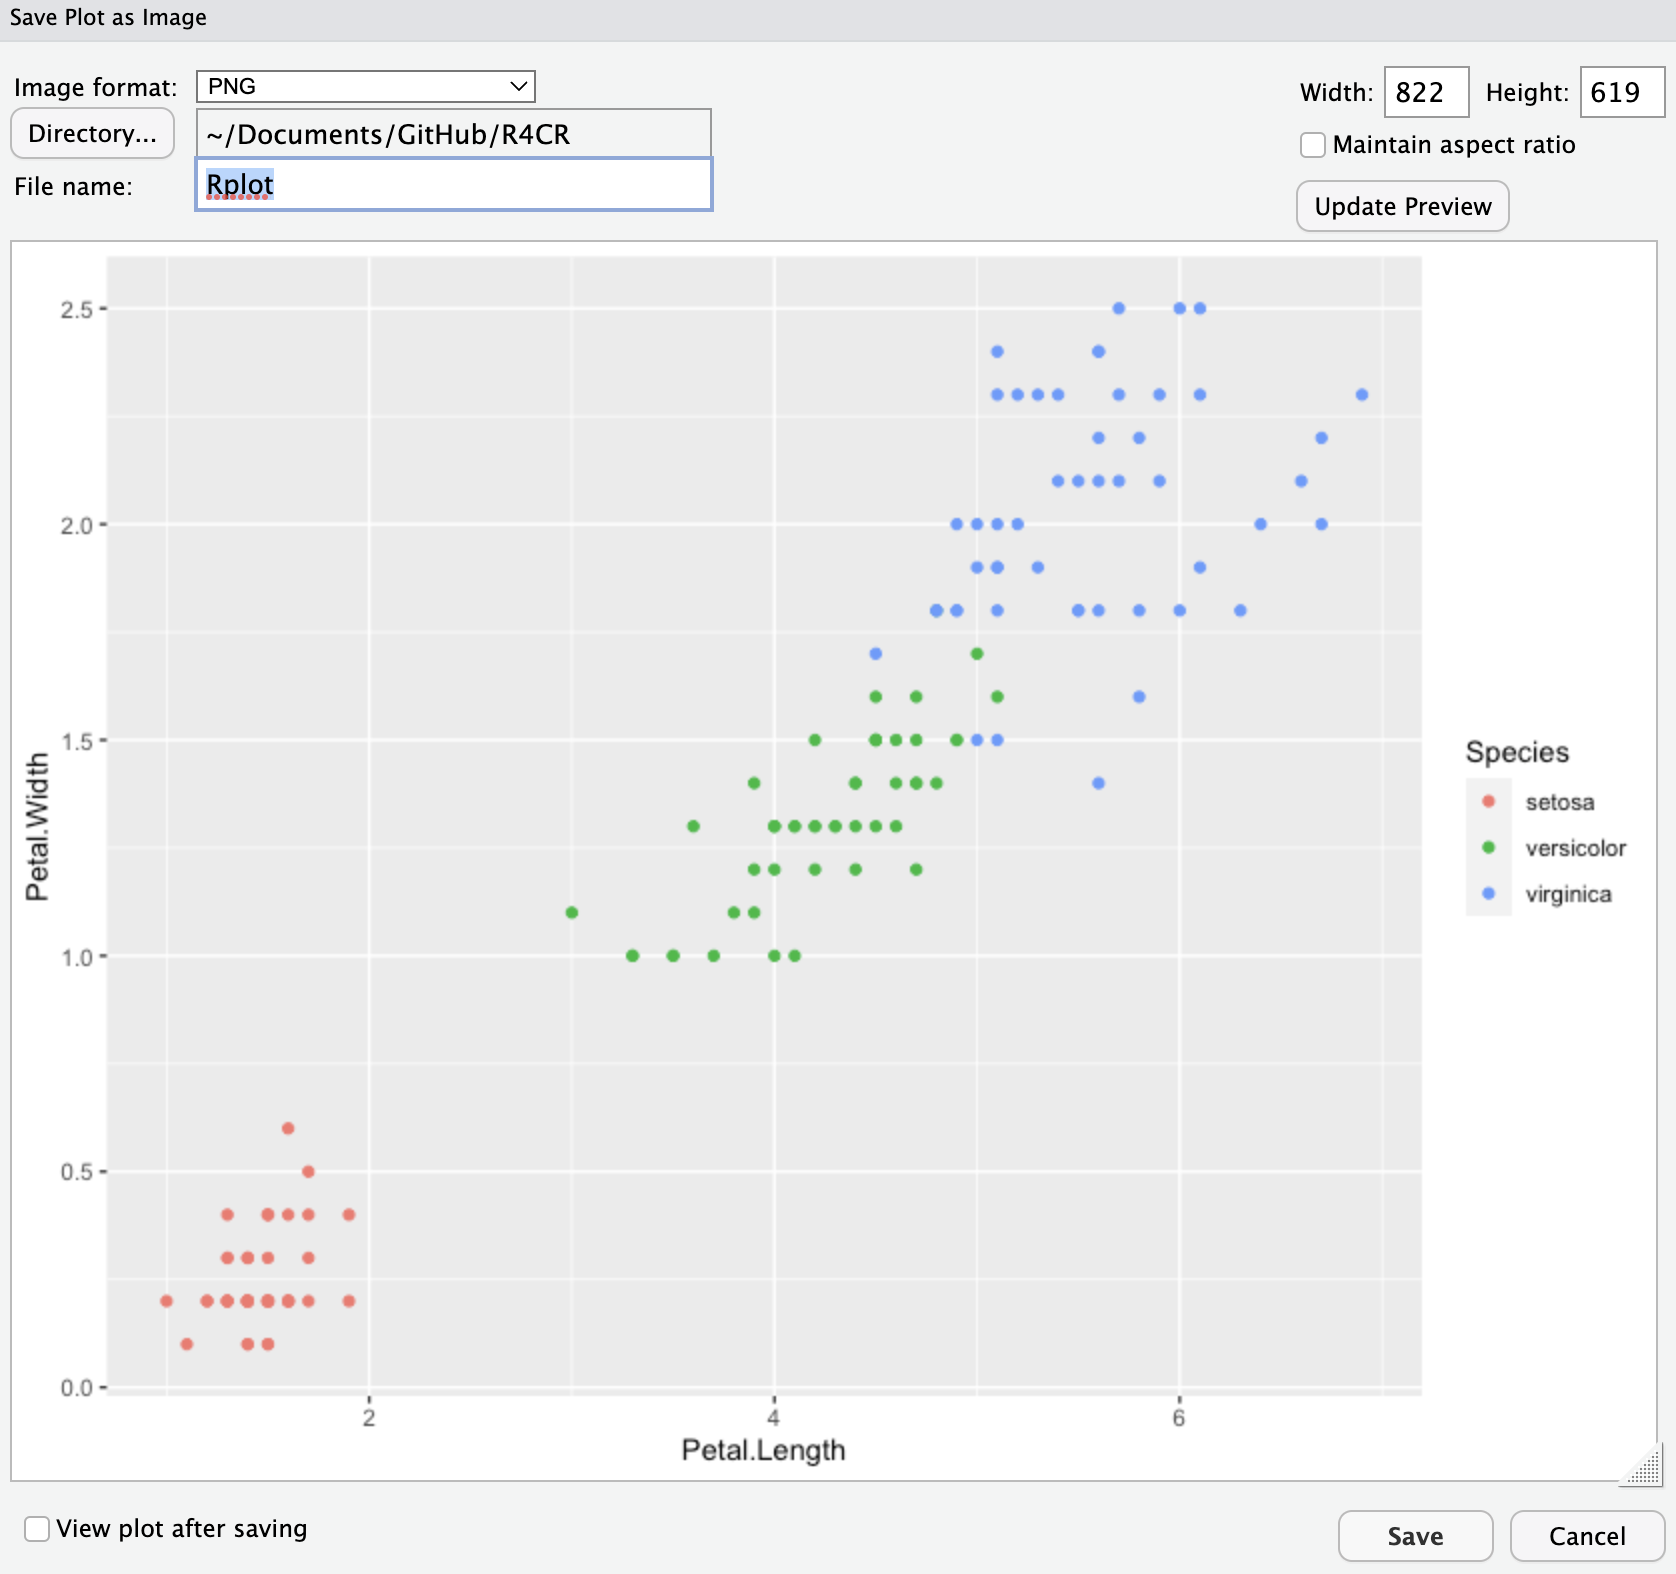 Save Plot as Image
Image format: PNG
Width: 822 Height: 619
Directory... ~/Documents/GitHub/R4CR
Maintain aspect ratio
File name: Rplot
Update Preview
2.5
2.0
1.5
1.0
0.5
0.0
Petal.Width
Species
setosa
versicolor
virginica
2 4 6
Petal.Length
View plot after saving
Save Cancel